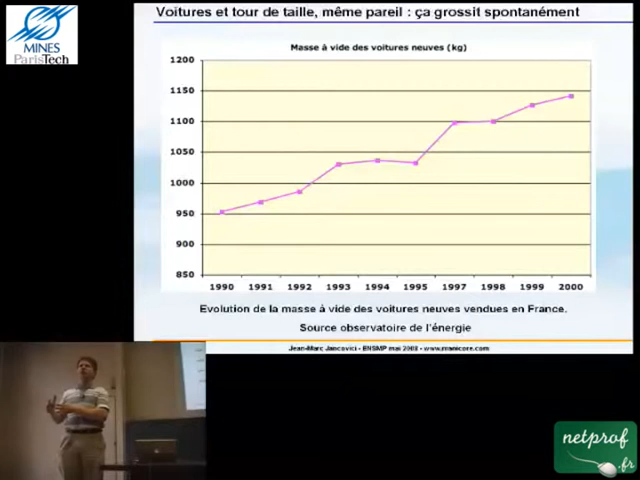 MINES
ParisTech
Voitures et tour de taille, même pareil : ça grossit spontanément
Masse à vide des voitures neuves (kg)
1200
1150
1100
1050
1000
950
900
850
1990 1991 1992 1993 1994 1995 1997 1998 1999 2000
Evolution de la masse à vide des voitures neuves vendues en France.
Source observatoire de l'énergie
Jean-Marc Jancovici - ENSMP mai 2008 - www.manicore.com
netprof
.fr